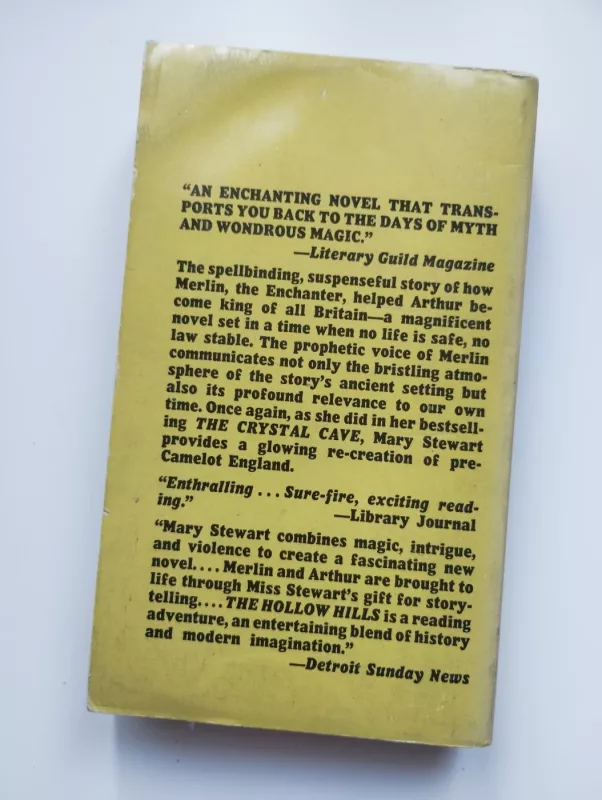 “AN ENCHANTING NOVEL THAT TRANS-
PORTS YOU BACK TO THE DAYS OF MYTH
AND WONDROUS MAGIC.”
—Literary Guild Magazine
The spellbinding, suspenseful story of how
Merlin, the Enchanter, helped Arthur be-
come king of all Britain—a magnificent
novel set in a time when no life is safe, no
law stable. The prophetic voice of Merlin
communicates not only the bristling atmo-
sphere of the story’s ancient setting but
also its profound relevance to our own
time. Once again, as she did in her bestsell-
ing THE CRYSTAL CAVE, Mary Stewart
provides a glowing re-creation of pre-
Camelot England.
“Enthralling . . . Sure-fire, exciting read-
ing.”
—Library Journal
“Mary Stewart combines magic, intrigue,
and violence to create a fascinating new
novel. . . . Merlin and Arthur are brought to
life through Miss Stewart’s gift for story-
telling. . . . THE HOLLOW HILLS is a reading
adventure, an entertaining blend of history
and modern imagination.”
—Detroit Sunday News